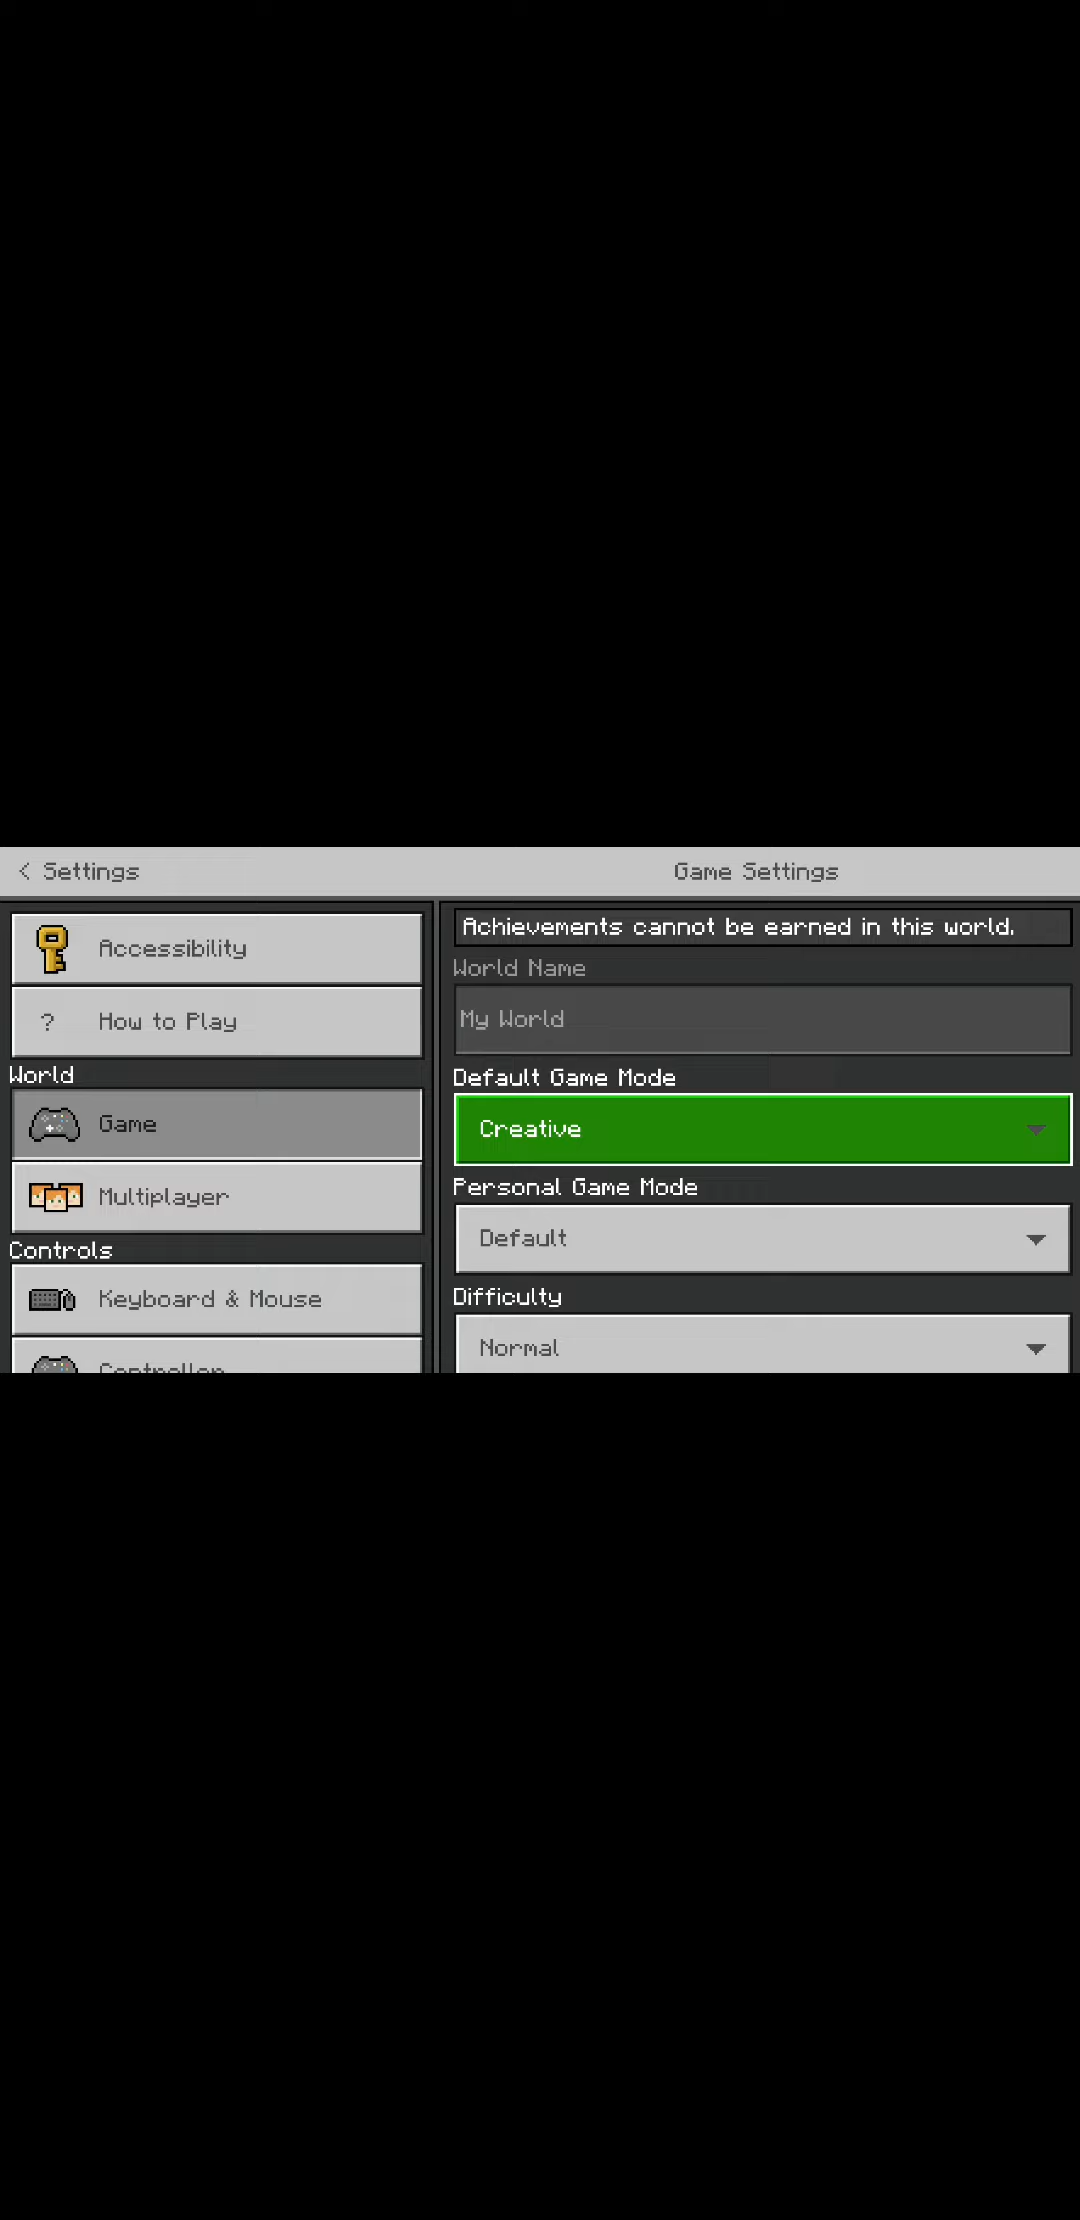 < Settings
Game Settings
Accessibility
? How to Play
World
Game
Multiplayer
Controls
Keyboard & Mouse
Controller
Achievements cannot be earned in this world.
World Name
My World
Default Game Mode
Creative
Personal Game Mode
Default
Difficulty
Normal